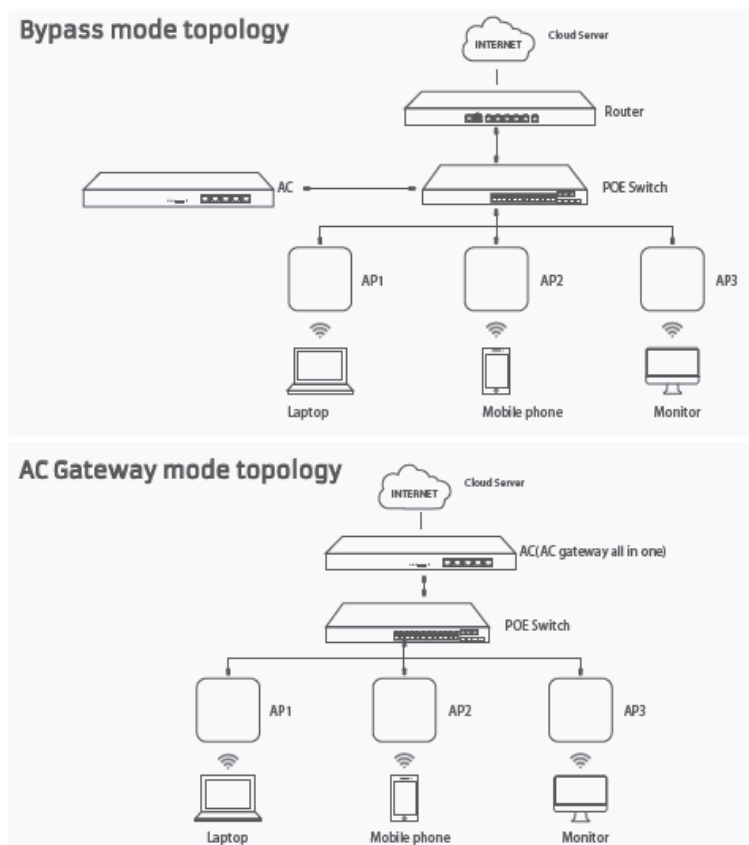 Bypass mode topology
INTERNET
Cloud Server
Router
AC
POE Switch
AP1
AP2
AP3
Laptop
Mobile phone
Monitor
AC Gateway mode topology
INTERNET
Cloud Server
AC(AC gateway all in one)
POE Switch
AP1
AP2
AP3
Laptop
Mobile phone
Monitor